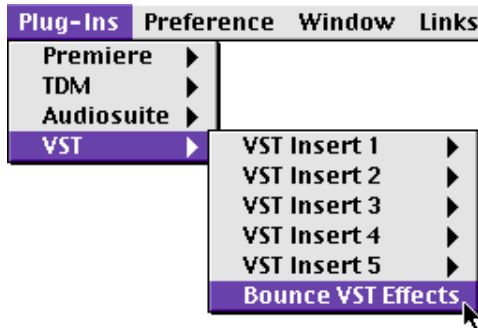 Plug-Ins Preference Window Links
Premiere
TDM
Audiosuite
VST
VST Insert 1
VST Insert 2
VST Insert 3
VST Insert 4
VST Insert 5
Bounce VST Effects